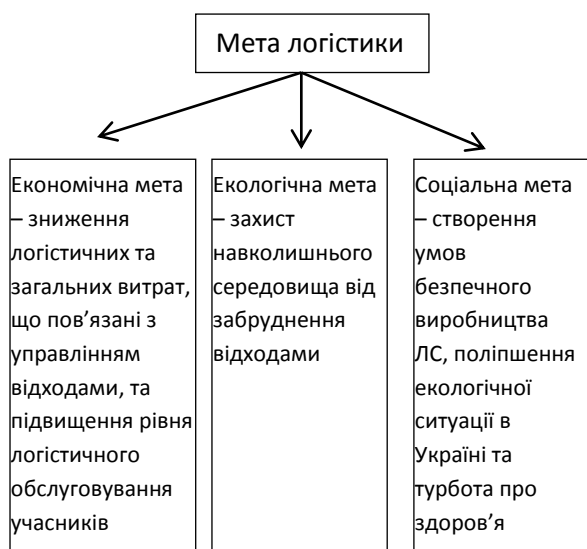 Мета логістики
Економічна мета
– зниження
логістичних та
загальних витрат,
що пов’язані з
управлінням
відходами, та
підвищення рівня
логістичного
обслуговування
учасників
Екологічна мета
– захист
навколишнього
середовища від
забруднення
відходами
Соціальна мета
– створення
умов
безпечного
виробництва
ЛС, поліпшення
екологічної
ситуації в
Україні та
турбота про
здоров’я